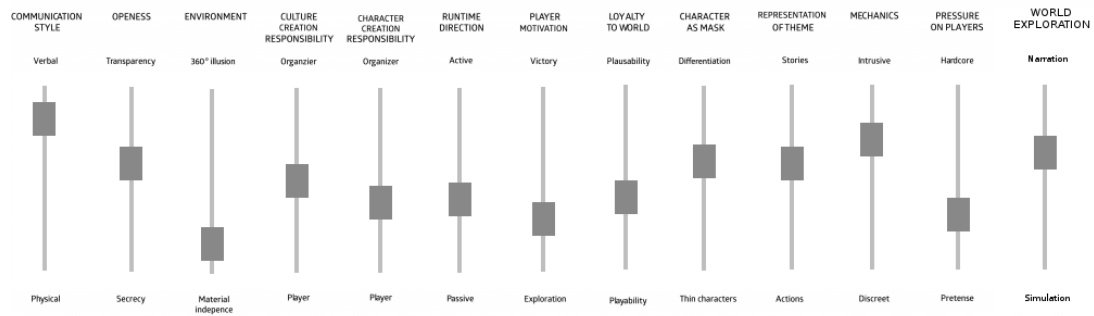 COMMUNICATION
STYLE
OPENESS
ENVIRONMENT
CULTURE
CREATION
RESPONSIBILITY
CHARACTER
CREATION
RESPONSIBILITY
RUNTIME
DIRECTION
PLAYER
MOTIVATION
LOYALTY
TO WORLD
CHARACTER
AS MASK
REPRESENTATION
OF THEME
MECHANICS
PRESSURE
ON PLAYERS
WORLD
EXPLORATION
Verbal
Transparency
360° illusion
Organzier
Organizer
Active
Victory
Plausability
Differentiation
Stories
Intrusive
Hardcore
Narration
Physical
Secrecy
Material
indepence
Player
Player
Passive
Exploration
Playability
Thin characters
Actions
Discreet
Pretense
Simulation